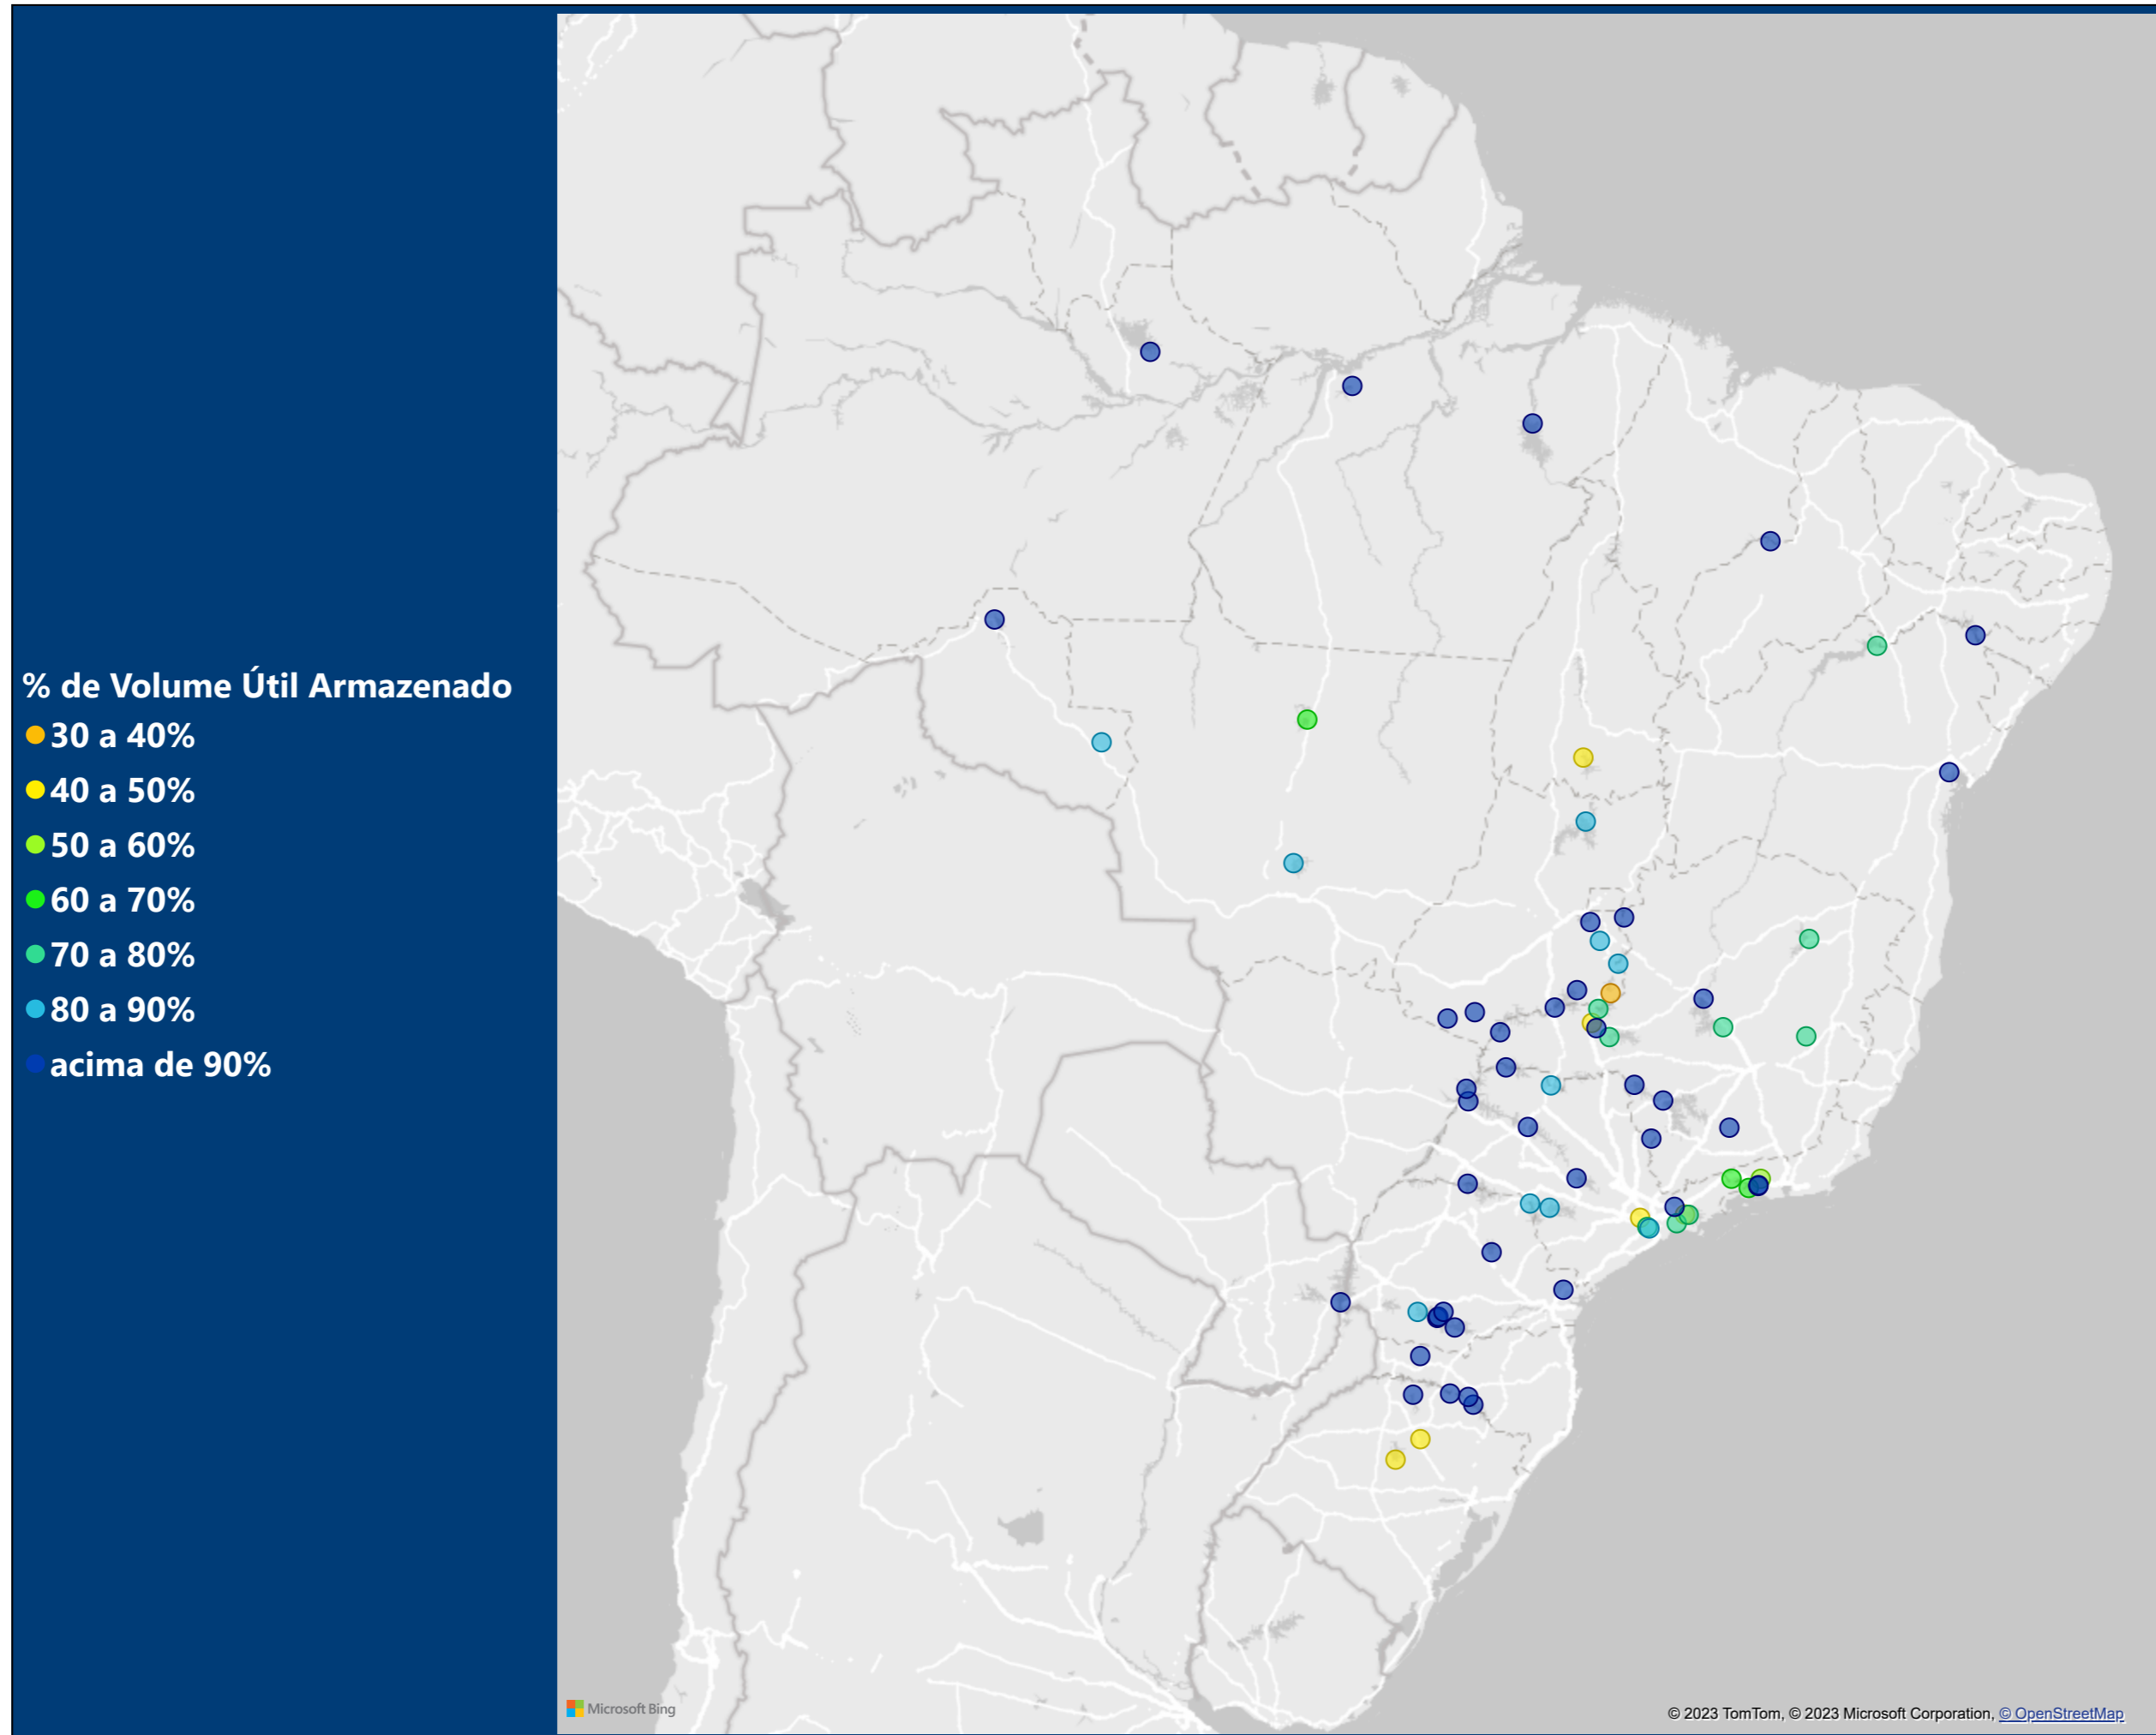 % de Volume Útil Armazenado
30 a 40%
40 a 50%
50 a 60%
60 a 70%
70 a 80%
80 a 90%
acima de 90%
Microsoft Bing
© 2023 TomTom, © 2023 Microsoft Corporation, © OpenStreetMap